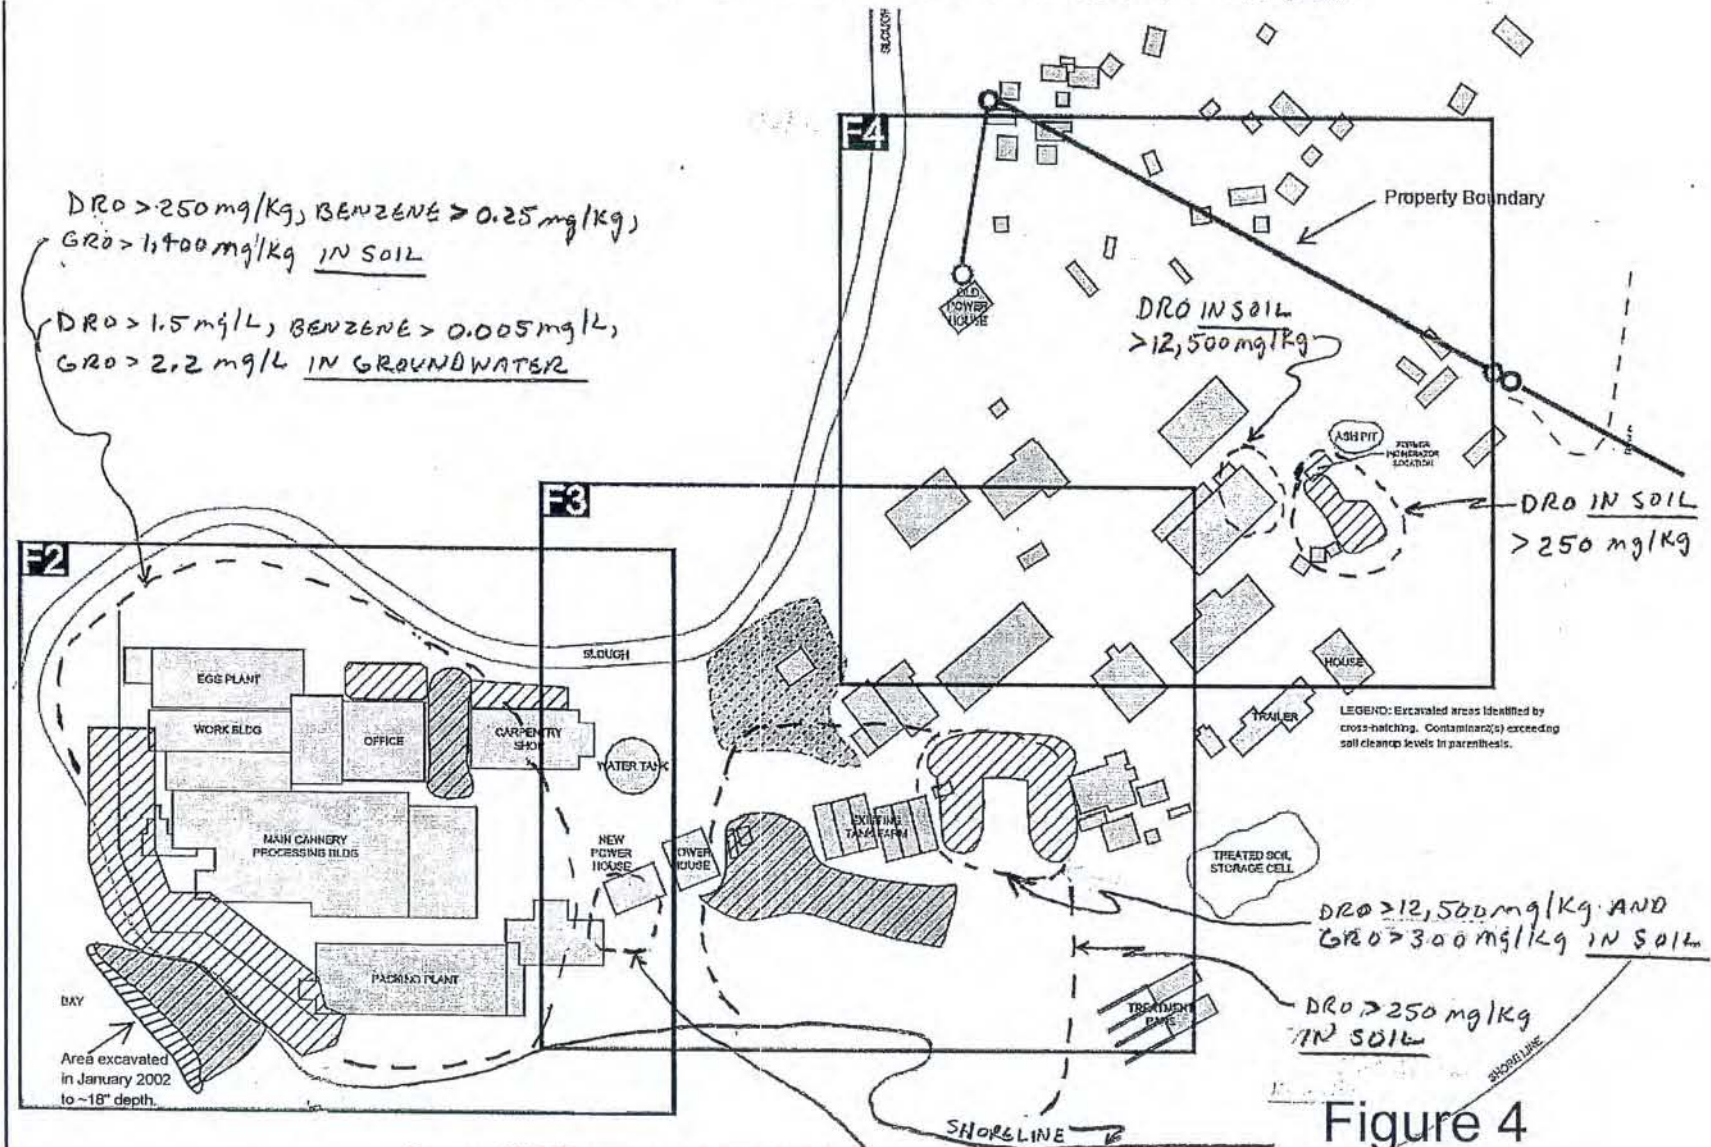 SLOUGH
F4
Property Boundary
DRO > 250 mg/Kg, BENZENE > 0.25 mg/Kg,
GRO > 1,400 mg/Kg IN SOIL
DRO > 1.5 mg/L, BENZENE > 0.005 mg/L,
GRO > 2.2 mg/L IN GROUNDWATER
OLD
POWER
HOUSE
DRO IN SOIL
>12,500 mg/Kg
ASH PIT
FORMER
INCINERATOR
LOCATION
DRO IN SOIL
> 250 mg/Kg
F3
F2
SLOUGH
EGG PLANT
WORK BLDG
OFFICE
CARPENTRY
SHOP
WATER TANK
HOUSE
TRAILER
LEGEND: Excavated areas identified by
cross-hatching. Contaminant(s) exceeding
soil cleanup levels in parenthesis.
MAIN CANNERY
PROCESSING BLDG
NEW
POWER
HOUSE
POWER
HOUSE
EXISTING
TANK FARM
TREATED SOIL
STORAGE CELL
DRO >12,500 mg/Kg AND
GRO > 300 mg/Kg IN SOIL
PACKING PLANT
BAY
Area excavated
in January 2002
to ~18" depth.
TREATMENT
DRO > 250 mg/Kg
IN SOIL
SHORELINE
SHORELINE
Figure 4